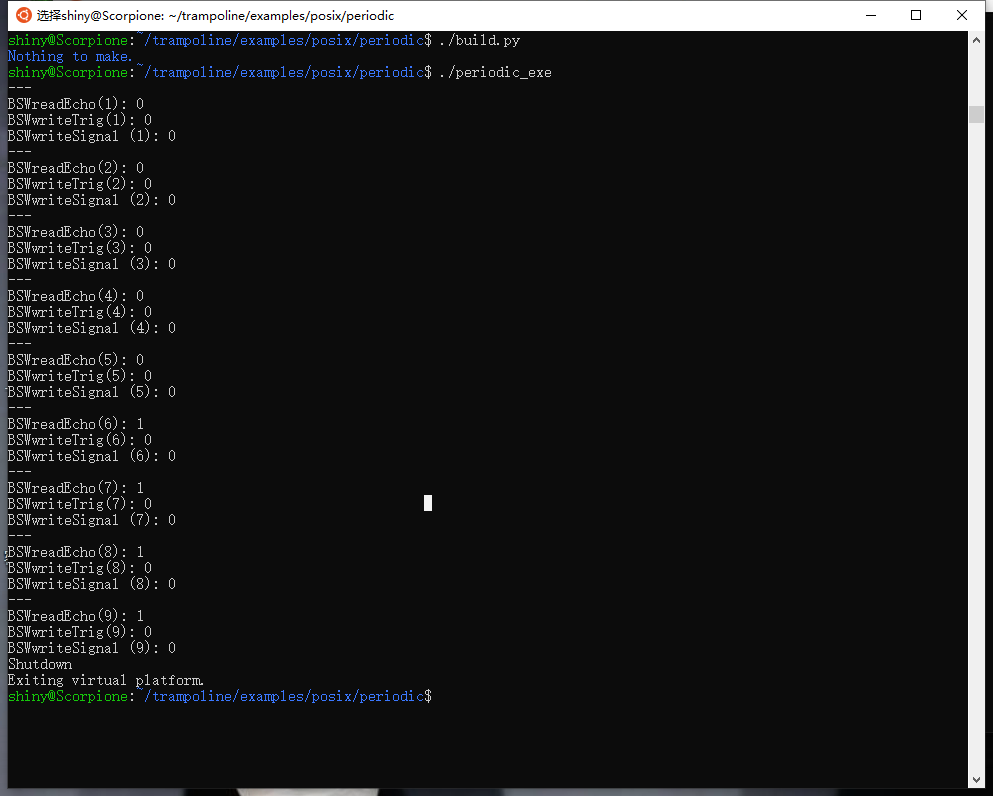 选择shiny@Scorpione: ~/trampoline/examples/posix/periodic
shiny@Scorpione:~/trampoline/examples/posix/periodic$ ./build.py
Nothing to make.
shiny@Scorpione:~/trampoline/examples/posix/periodic$ ./periodic_exe
---
BSWreadEcho(1): 0
BSWwriteTrig(1): 0
BSWwriteSignal (1): 0
---
BSWreadEcho(2): 0
BSWwriteTrig(2): 0
BSWwriteSignal (2): 0
---
BSWreadEcho(3): 0
BSWwriteTrig(3): 0
BSWwriteSignal (3): 0
---
BSWreadEcho(4): 0
BSWwriteTrig(4): 0
BSWwriteSignal (4): 0
---
BSWreadEcho(5): 0
BSWwriteTrig(5): 0
BSWwriteSignal (5): 0
---
BSWreadEcho(6): 1
BSWwriteTrig(6): 0
BSWwriteSignal (6): 0
---
BSWreadEcho(7): 1
BSWwriteTrig(7): 0
BSWwriteSignal (7): 0
---
BSWreadEcho(8): 1
BSWwriteTrig(8): 0
BSWwriteSignal (8): 0
---
BSWreadEcho(9): 1
BSWwriteTrig(9): 0
BSWwriteSignal (9): 0
Shutdown
Exiting virtual platform.
shiny@Scorpione:~/trampoline/examples/posix/periodic$